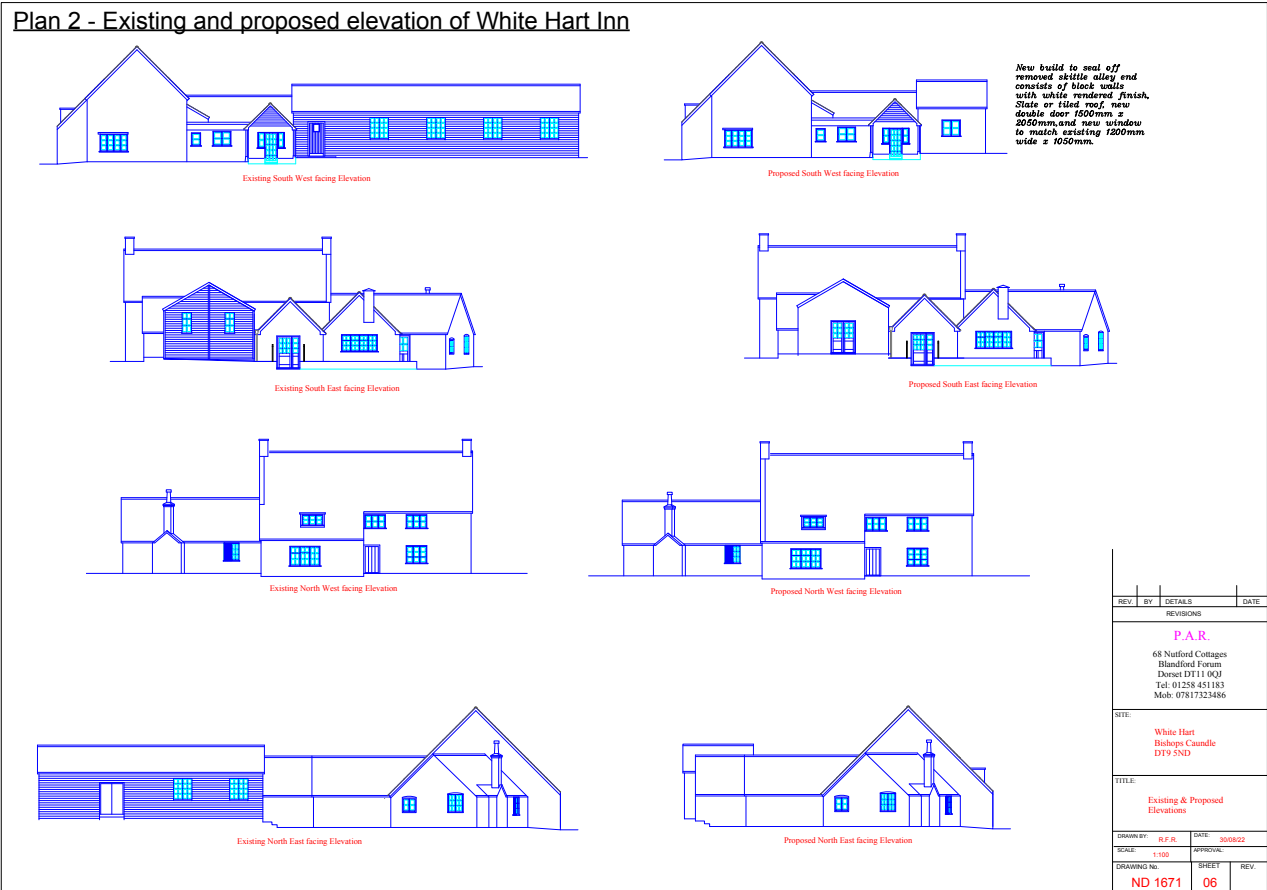 Plan 2 - Existing and proposed elevation of White Hart Inn
New build to seal off
removed skittle alley end
consists of block walls
with white rendered finish,
Slate or tiled roof, new
double door 1500mm x
2050mm,and new window
to match existing 1200mm
wide x 1050mm.
Existing South West facing Elevation
Proposed South West facing Elevation
Existing South East facing Elevation
Proposed South East facing Elevation
Existing North West facing Elevation
Proposed North West facing Elevation
Existing North East facing Elevation
Proposed North East facing Elevation
REV. BY DETAILS DATE
REVISIONS
P.A.R.
68 Nutford Cottages
Blandford Forum
Dorset DT11 0QJ
Tel: 01258 451183
Mob: 07817323486
SITE:
White Hart
Bishops Caundle
DT9 5ND
TITLE:
Existing & Proposed
Elevations
DRAWN BY: R.F.R. DATE: 30/08/22
SCALE: 1:100 APPROVAL:
DRAWING No. SHEET REV.
ND 1671 06